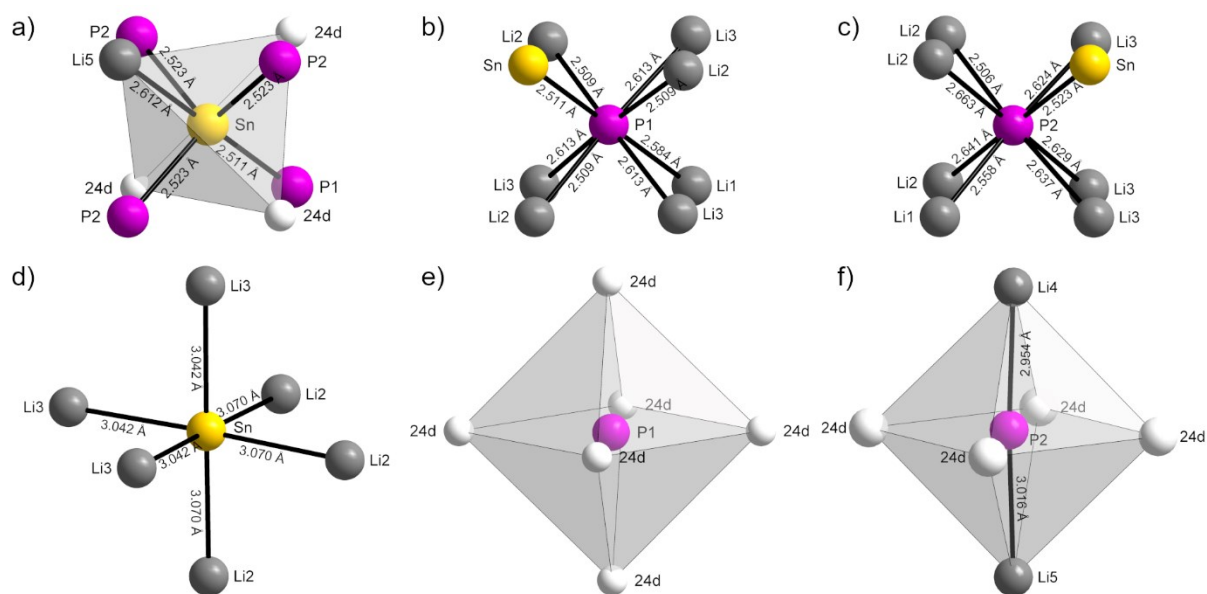 a)
P2
24d
Li5
P2
2.523 Å
2.523 Å
2.612 Å
Sn
2.511 Å
2.523 Å
24d
P1
P2
24d
b)
Li2
Li3
Sn
Li2
2.509 Å
2.613 Å
2.511 Å
2.509 Å
P1
2.613 Å
2.584 Å
2.509 Å
2.613 Å
Li3
Li1
Li2
Li3
c)
Li2
Li3
Li2
Sn
2.506 Å
2.624 Å
2.663 Å
2.523 Å
P2
2.641 Å
2.629 Å
2.558 Å
2.637 Å
Li2
Li3
Li1
Li3
d)
Li3
3.042 Å
Li3
3.070 Å
Li2
3.042 Å
Sn
3.042 Å
3.070 Å
Li3
Li2
3.070 Å
Li2
e)
24d
24d
24d
P1
24d
24d
24d
f)
Li4
2.954 Å
24d
24d
P2
24d
24d
3.016 Å
Li5